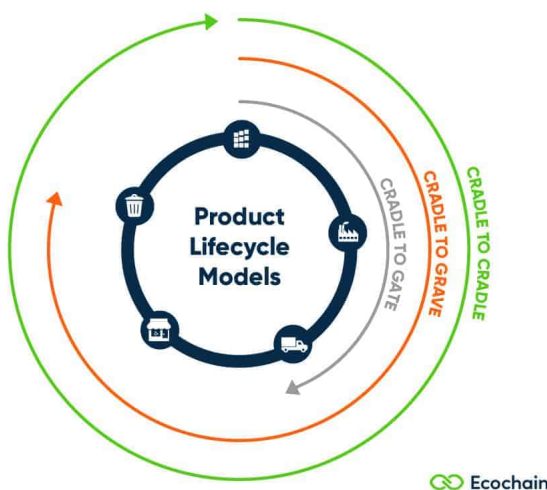 Product
Lifecycle
Models
CRADLE TO GATE
CRADLE TO GRAVE
CRADLE TO CRADLE
Ecochain